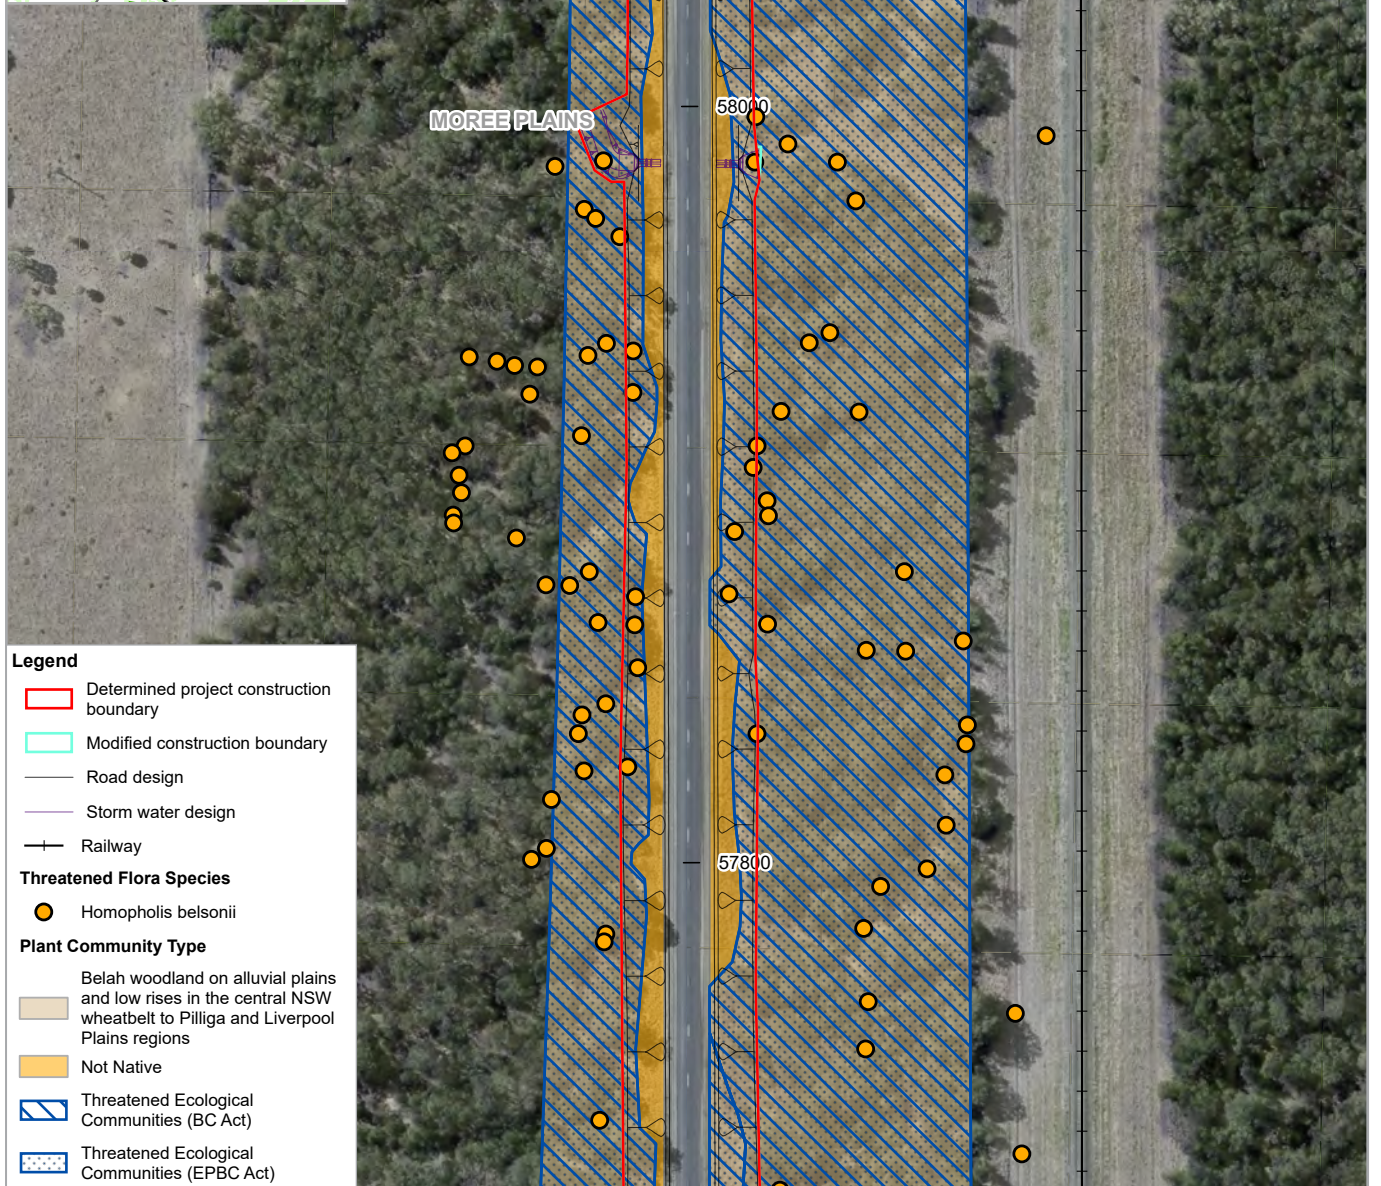 58000
MOREE PLAINS
57800
Legend
Determined project construction
boundary
Modified construction boundary
Road design
Storm water design
Railway
Threatened Flora Species
Homopholis belsonii
Plant Community Type
Belah woodland on alluvial plains
and low rises in the central NSW
wheatbelt to Pilliga and Liverpool
Plains regions
Not Native
Threatened Ecological
Communities (BC Act)
Threatened Ecological
Communities (EPBC Act)